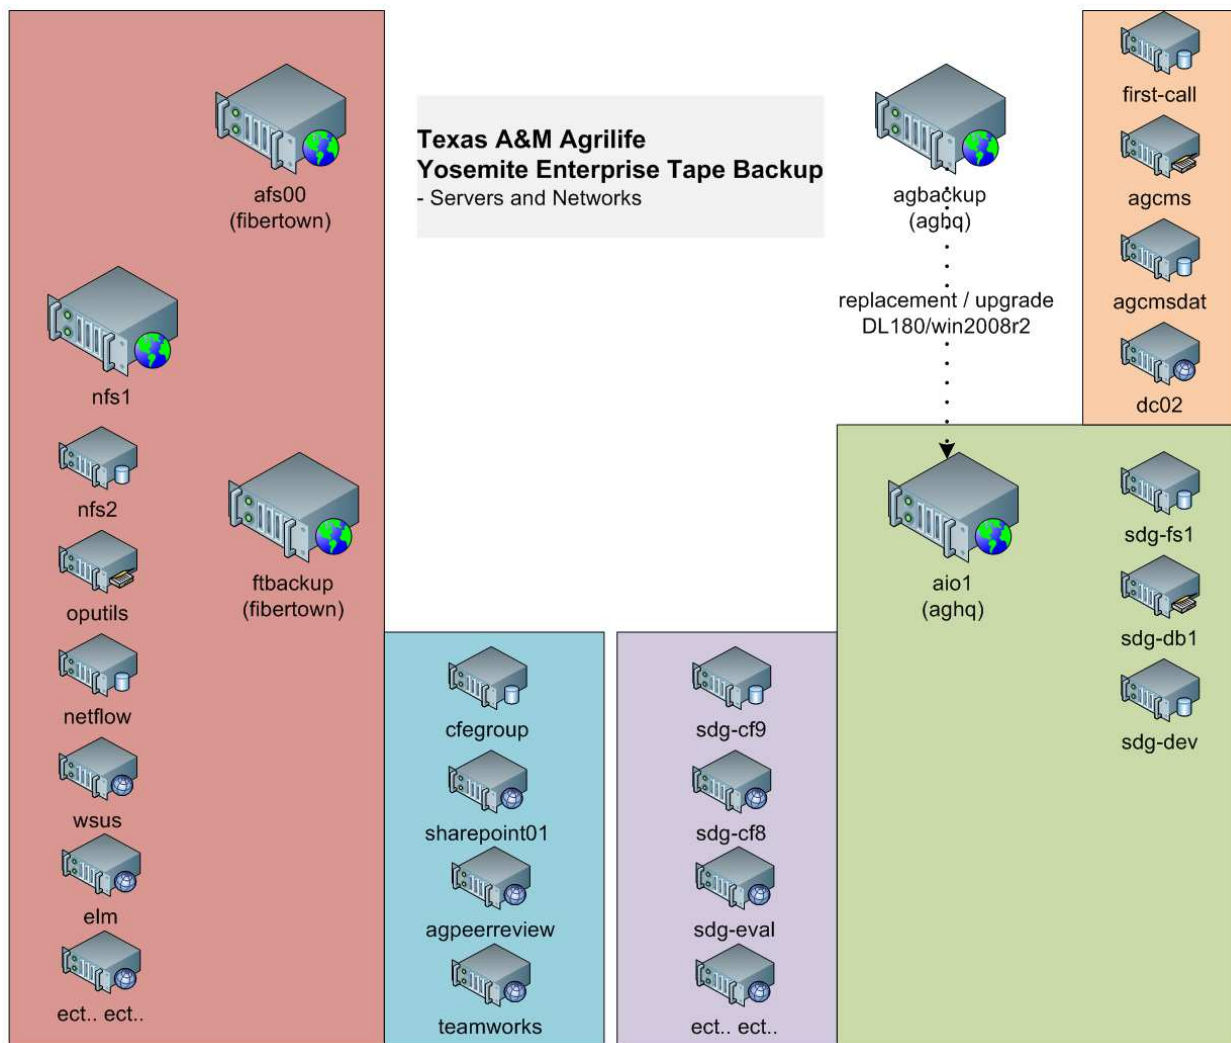 Texas A&M Agrilife
Yosemite Enterprise Tape Backup
- Servers and Networks
afs00
(fibertown)
nfs1
nfs2
oputils
netflow
wsus
elm
ect.. ect..
ftbackup
(fibertown)
cfegroup
sharepoint01
agpeerreview
teamworks
sdg-cf9
sdg-cf8
sdg-eval
ect.. ect..
agbackup
(aghq)
replacement / upgrade
DL180/win2008r2
aio1
(aghq)
first-call
agcms
agcmsdat
dc02
sdg-fs1
sdg-db1
sdg-dev